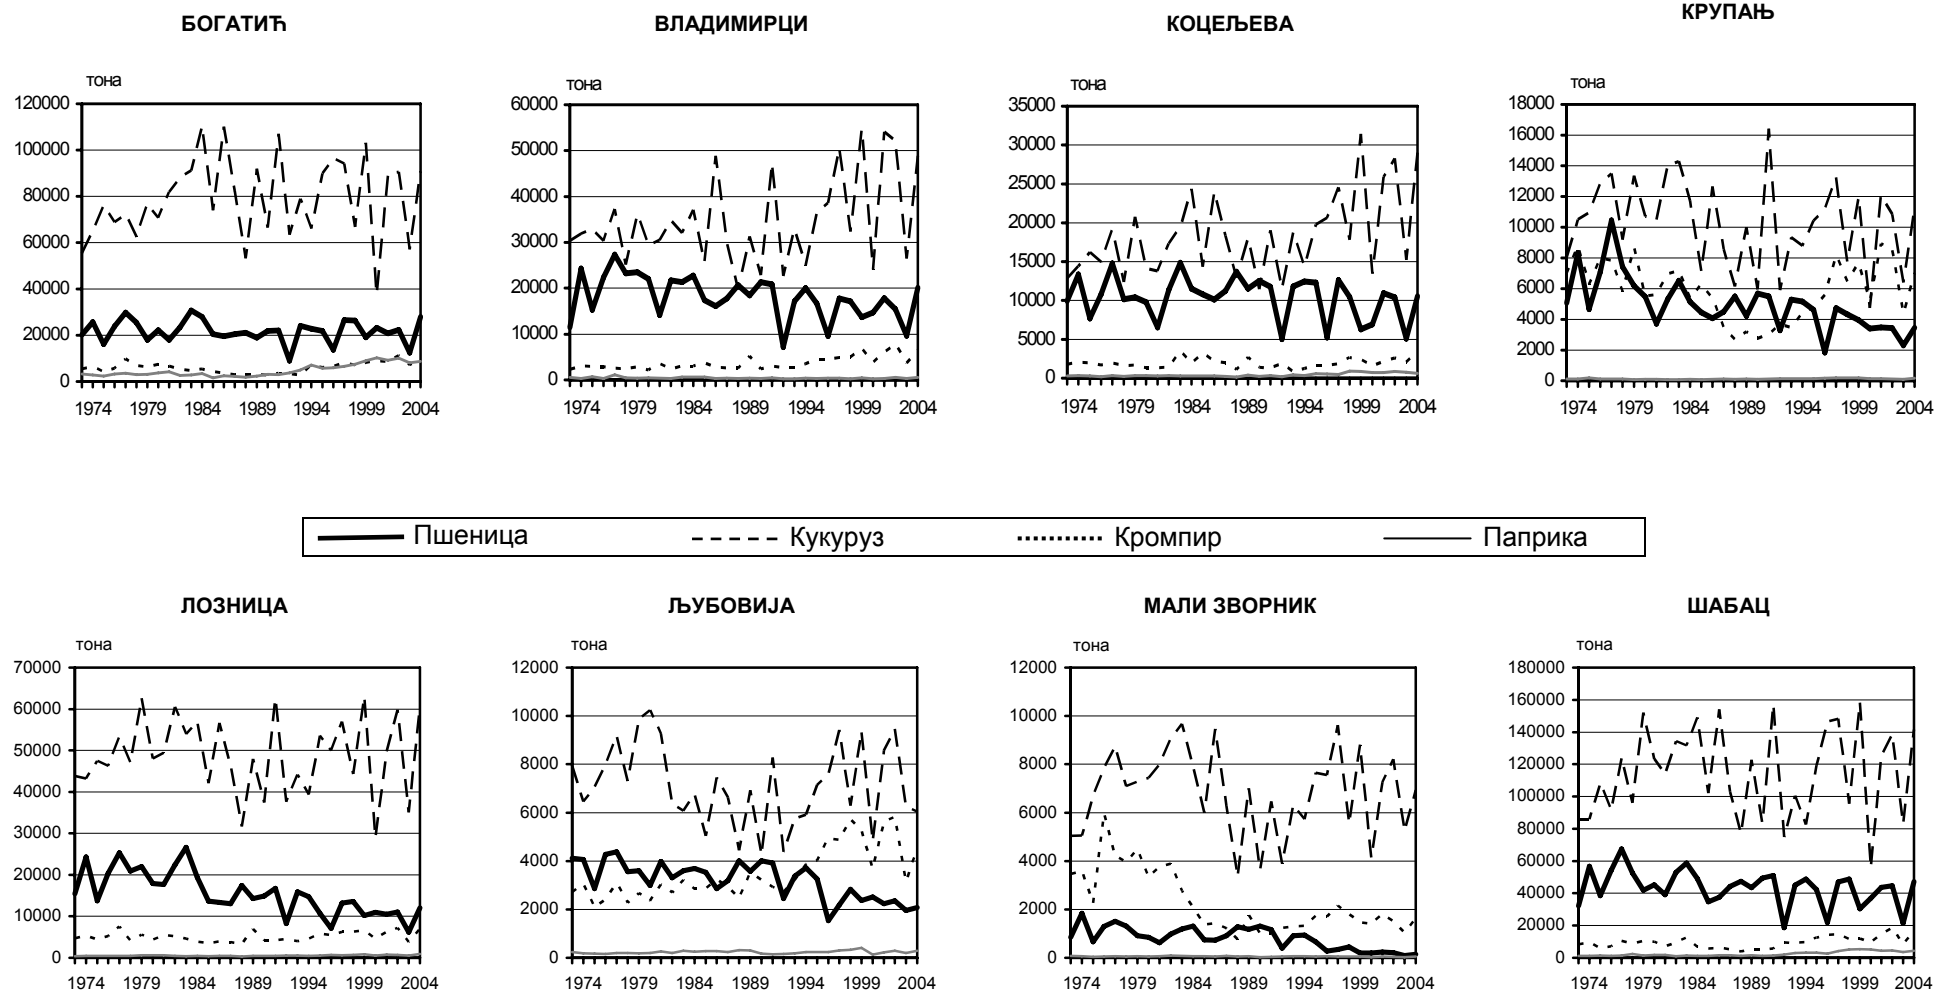 БОГАТИЋ
тона
120000
100000
80000
60000
40000
20000
0
1974 1979 1984 1989 1994 1999 2004
ВЛАДИМИРЦИ
тона
60000
50000
40000
30000
20000
10000
0
1974 1979 1984 1989 1994 1999 2004
КОЦЕЉЕВА
тона
35000
30000
25000
20000
15000
10000
5000
0
1974 1979 1984 1989 1994 1999 2004
КРУПАЊ
тона
18000
16000
14000
12000
10000
8000
6000
4000
2000
0
1974 1979 1984 1989 1994 1999 2004
Пшеница Кукуруз Кромпир Паприка
ЛОЗНИЦА
тона
70000
60000
50000
40000
30000
20000
10000
0
1974 1979 1984 1989 1994 1999 2004
ЉУБОВИЈА
тона
12000
10000
8000
6000
4000
2000
0
1974 1979 1984 1989 1994 1999 2004
МАЛИ ЗВОРНИК
тона
12000
10000
8000
6000
4000
2000
0
1974 1979 1984 1989 1994 1999 2004
ШАБАЦ
тона
180000
160000
140000
120000
100000
80000
60000
40000
20000
0
1974 1979 1984 1989 1994 1999 2004